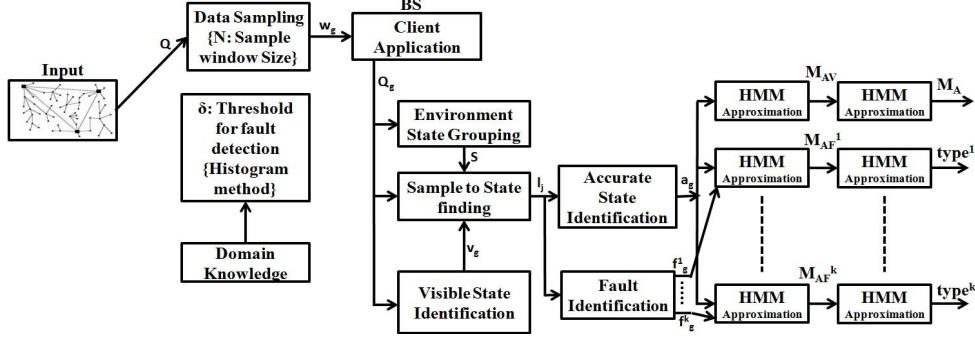 Input
Q
Data Sampling
{N: Sample
window Size}
w_g
BS
Client
Application
Q_g
δ: Threshold
for fault
detection
{Histogram
method}
Domain
Knowledge
Environment
State Grouping
S
Sample to State
finding
l_j
v_g
Visible State
Identification
Accurate
State
Identification
a_g
Fault
Identification
f^1_g
f^k_g
HMM
Approximation
M_AV
HMM
Approximation
M_A
HMM
Approximation
M_AF^1
HMM
Approximation
type^1
HMM
Approximation
M_AF^k
HMM
Approximation
type^k